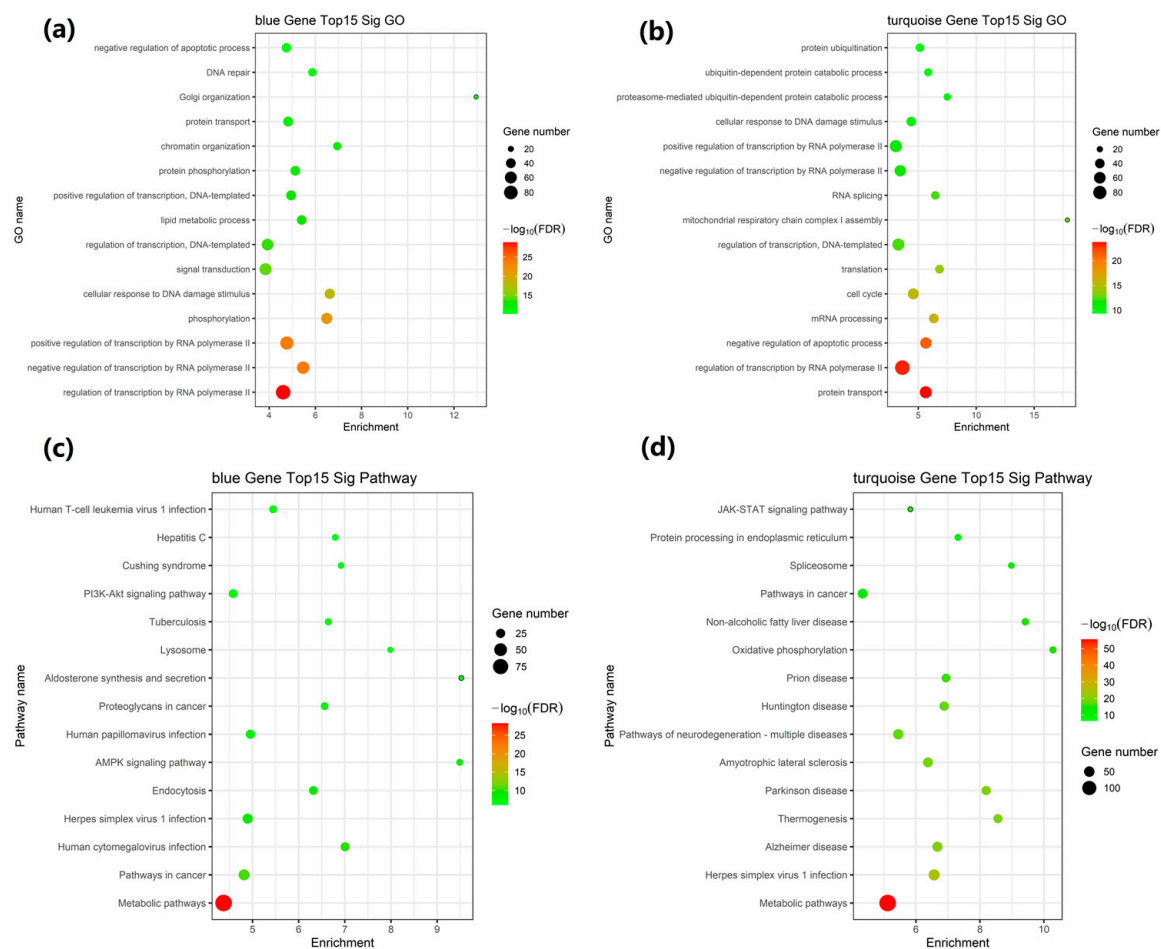 (a)
blue Gene Top15 Sig GO
negative regulation of apoptotic process
DNA repair
Golgi organization
protein transport
chromatin organization
protein phosphorylation
positive regulation of transcription, DNA-templated
lipid metabolic process
regulation of transcription, DNA-templated
signal transduction
cellular response to DNA damage stimulus
phosphorylation
positive regulation of transcription by RNA polymerase II
negative regulation of transcription by RNA polymerase II
regulation of transcription by RNA polymerase II
GO name
4 6 8 10 12
Enrichment
Gene number
20
40
60
80
−log10(FDR)
25
20
15
(b)
turquoise Gene Top15 Sig GO
protein ubiquitination
ubiquitin-dependent protein catabolic process
proteasome-mediated ubiquitin-dependent protein catabolic process
cellular response to DNA damage stimulus
positive regulation of transcription by RNA polymerase II
negative regulation of transcription by RNA polymerase II
RNA splicing
mitochondrial respiratory chain complex I assembly
regulation of transcription, DNA-templated
translation
cell cycle
mRNA processing
negative regulation of apoptotic process
regulation of transcription by RNA polymerase II
protein transport
GO name
5 10 15
Enrichment
Gene number
20
40
60
80
−log10(FDR)
20
15
10
(c)
blue Gene Top15 Sig Pathway
Human T-cell leukemia virus 1 infection
Hepatitis C
Cushing syndrome
PI3K-Akt signaling pathway
Tuberculosis
Lysosome
Aldosterone synthesis and secretion
Proteoglycans in cancer
Human papillomavirus infection
AMPK signaling pathway
Endocytosis
Herpes simplex virus 1 infection
Human cytomegalovirus infection
Pathways in cancer
Metabolic pathways
Pathway name
5 6 7 8 9
Enrichment
Gene number
25
50
75
−log10(FDR)
25
20
15
10
(d)
turquoise Gene Top15 Sig Pathway
JAK-STAT signaling pathway
Protein processing in endoplasmic reticulum
Spliceosome
Pathways in cancer
Non-alcoholic fatty liver disease
Oxidative phosphorylation
Prion disease
Huntington disease
Pathways of neurodegeneration - multiple diseases
Amyotrophic lateral sclerosis
Parkinson disease
Thermogenesis
Alzheimer disease
Herpes simplex virus 1 infection
Metabolic pathways
Pathway name
6 8 10
Enrichment
−log10(FDR)
50
40
30
20
10
Gene number
50
100